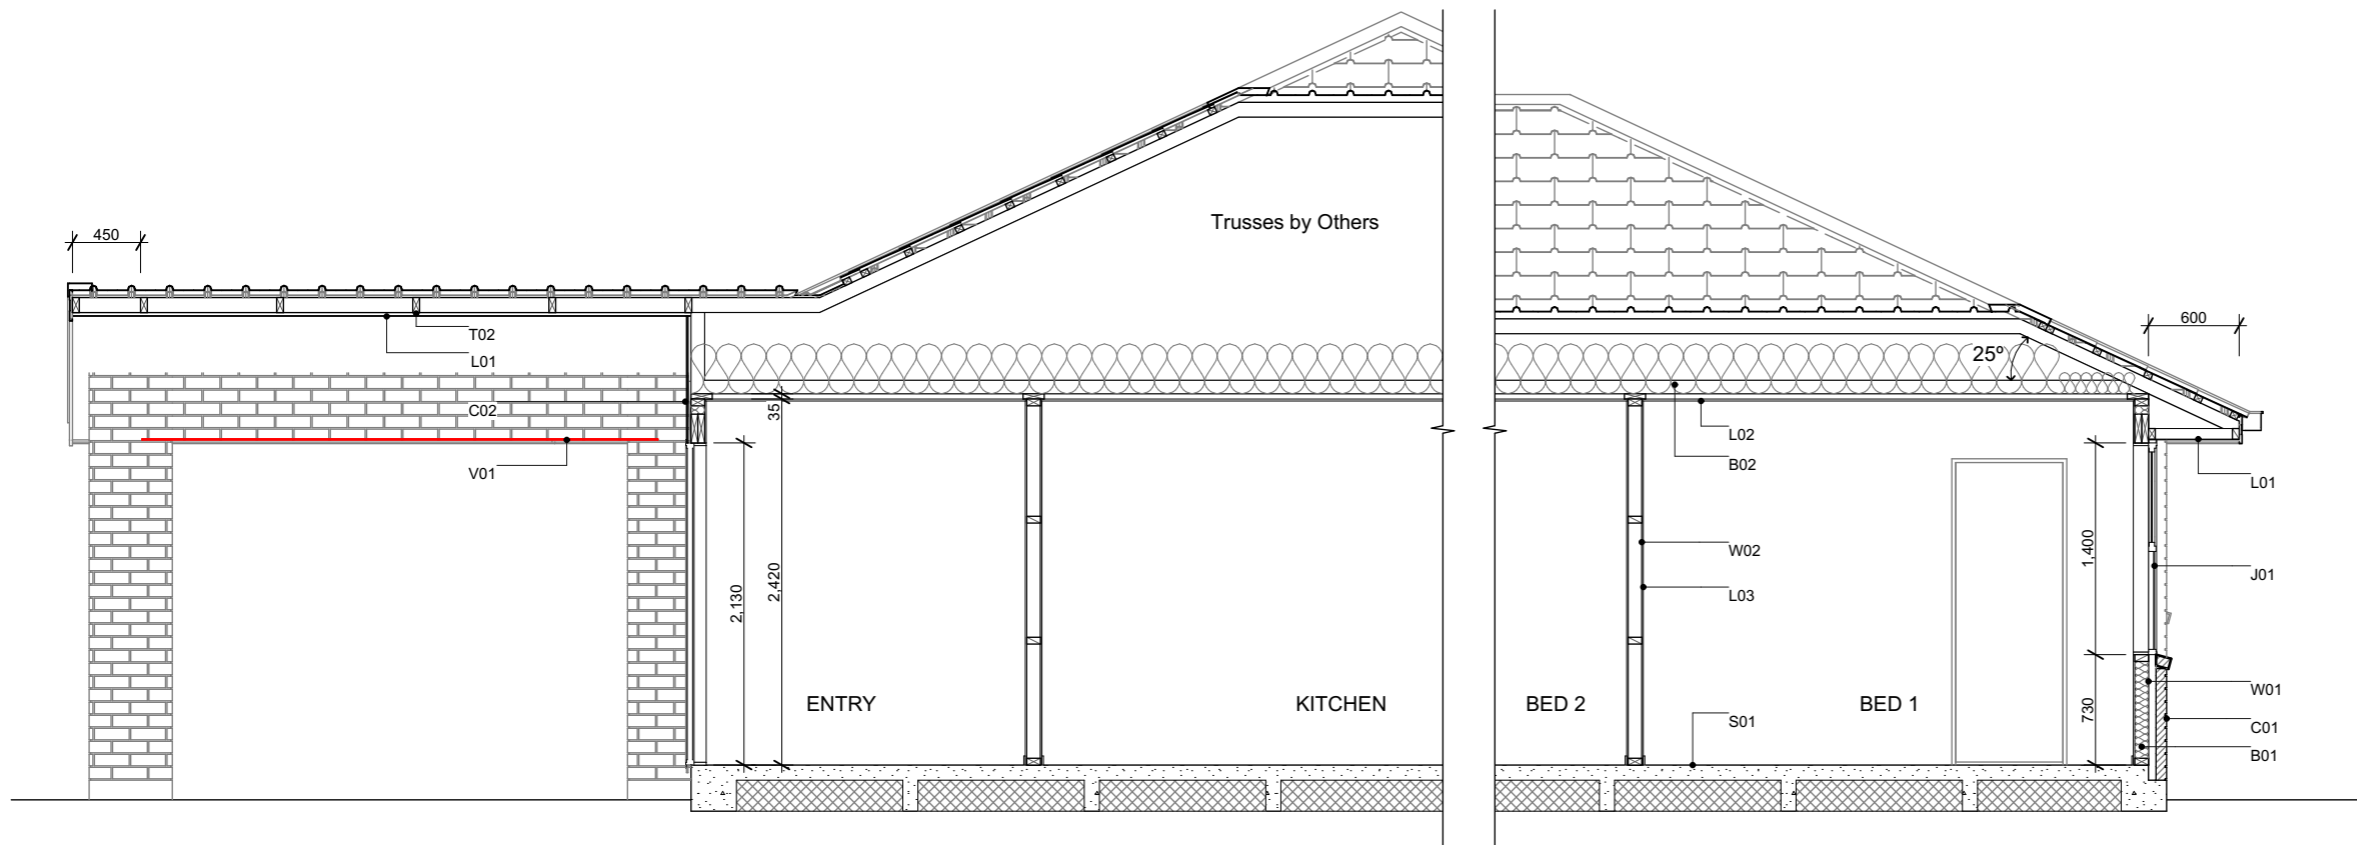 Trusses by Others
450
600
25°
T02
L01
C02
35
V01
L02
B02
L01
2,130
2,420
W02
L03
1,400
J01
ENTRY
KITCHEN
BED 2
BED 1
730
S01
W01
C01
B01